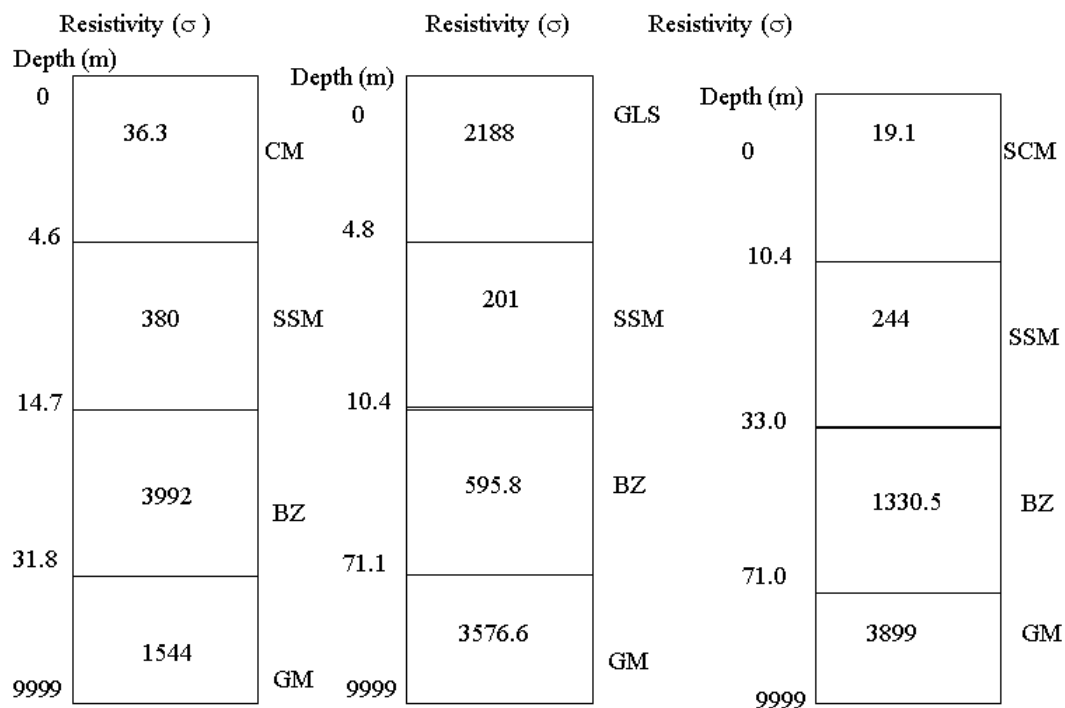 Resistivity (σ )
Depth (m)
0
36.3
CM
4.6
380
SSM
14.7
3992
BZ
31.8
1544
GM
9999
Resistivity (σ)
Depth (m)
0
2188
GLS
4.8
201
SSM
10.4
595.8
BZ
71.1
3576.6
GM
9999
Resistivity (σ)
Depth (m)
0
19.1
SCM
10.4
244
SSM
33.0
1330.5
BZ
71.0
3899
GM
9999